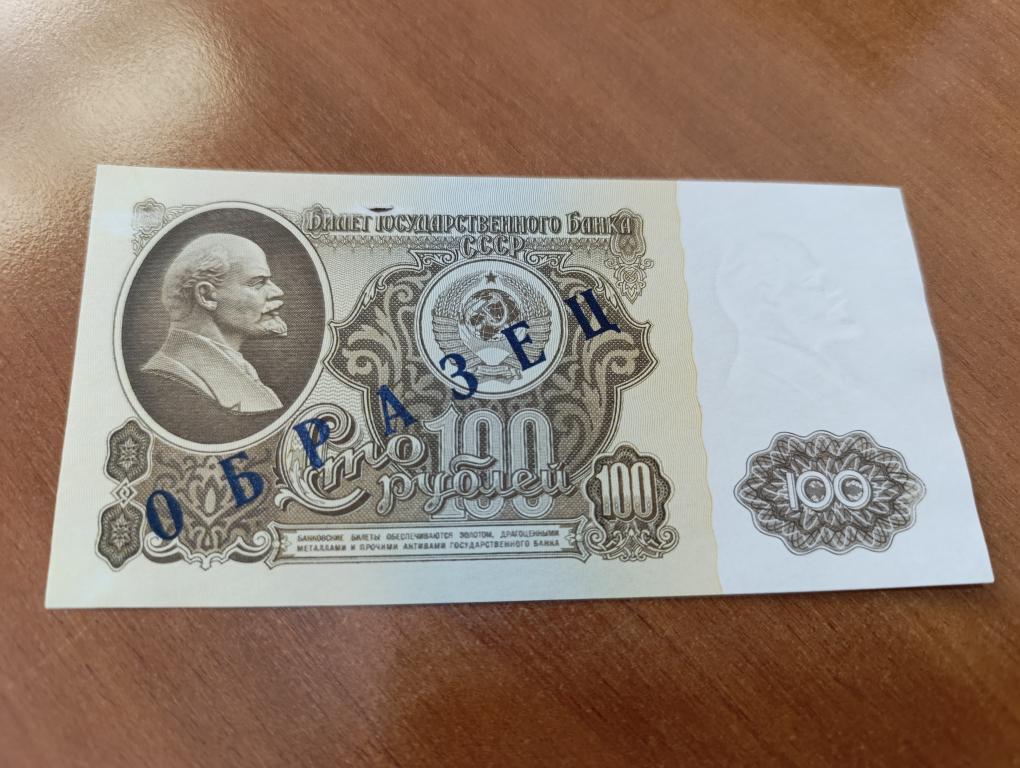 Билет Государственного Банка
СССР
ОБРАЗЕЦ
100
Сто
рублей
100
100
БАНКОВСКИЕ БИЛЕТЫ ОБЕСПЕЧИВАЮТСЯ ЗОЛОТОМ, ДРАГОЦЕННЫМИ
МЕТАЛЛАМИ И ПРОЧИМИ АКТИВАМИ ГОСУДАРСТВЕННОГО БАНКА